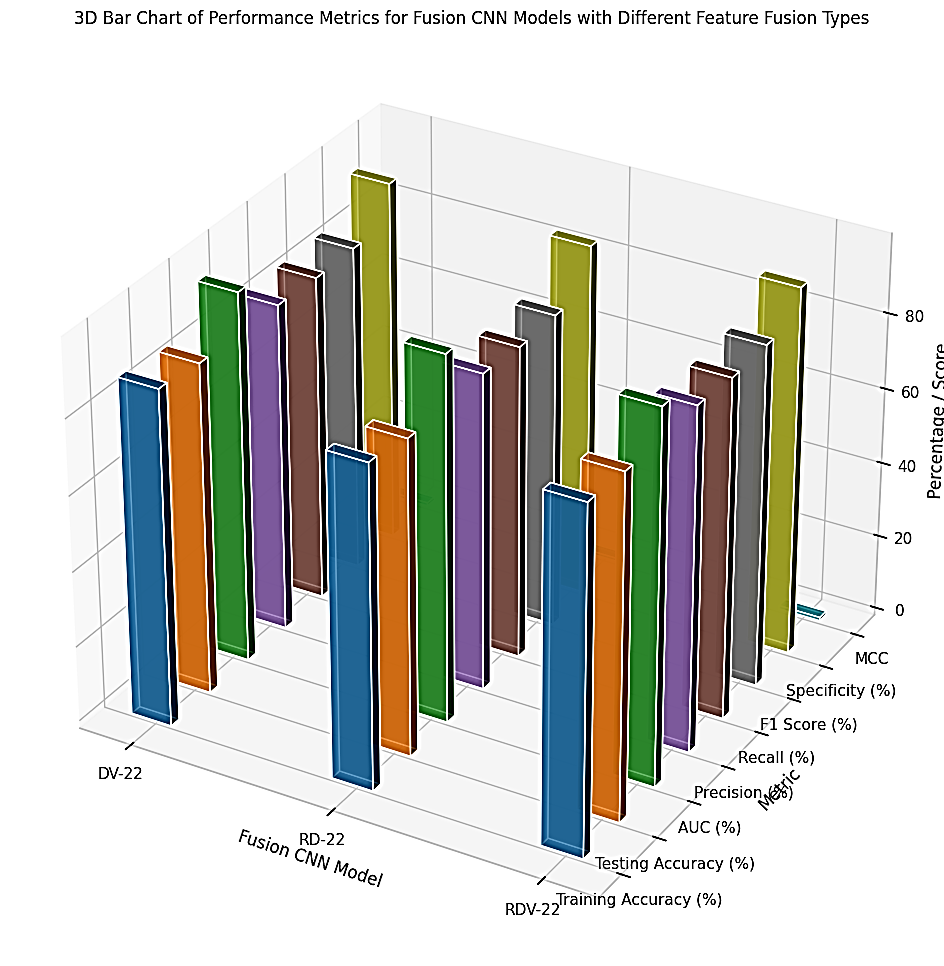 3D Bar Chart of Performance Metrics for Fusion CNN Models with Different Feature Fusion Types
80
60
40
20
0
Percentage / Score
MCC
Specificity (%)
F1 Score (%)
Recall (%)
Precision (%)
AUC (%)
Testing Accuracy (%)
Training Accuracy (%)
Metric
DV-22
RD-22
RDV-22
Fusion CNN Model